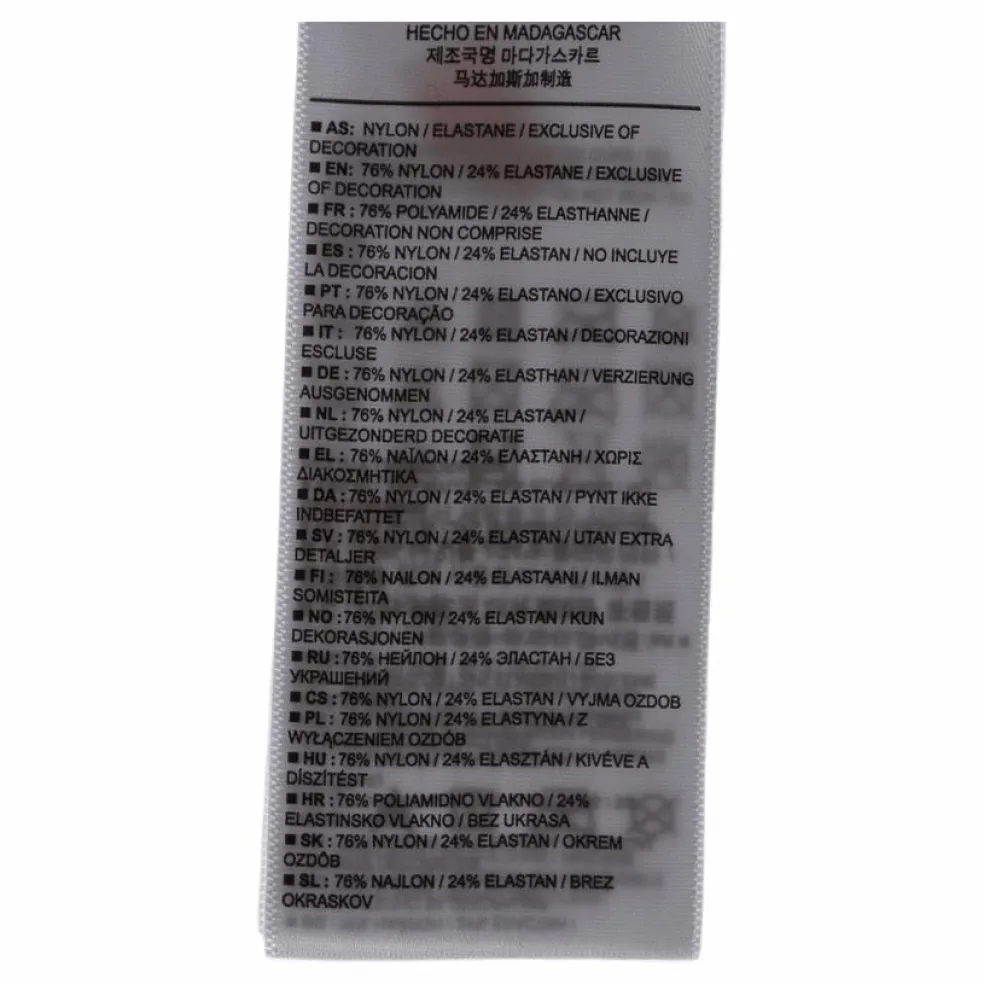 HECHO EN MADAGASCAR
제조국명 마다가스카르
马达加斯加制造
■ AS: NYLON / ELASTANE / EXCLUSIVE OF
DECORATION
■ EN: 76% NYLON / 24% ELASTANE / EXCLUSIVE
OF DECORATION
■ FR : 76% POLYAMIDE / 24% ELASTHANNE /
DECORATION NON COMPRISE
■ ES : 76% NYLON / 24% ELASTAN / NO INCLUYE
LA DECORACION
■ PT : 76% NYLON / 24% ELASTANO / EXCLUSIVO
PARA DECORAÇÃO
■ IT : 76% NYLON / 24% ELASTAN / DECORAZIONI
ESCLUSE
■ DE : 76% NYLON / 24% ELASTHAN / VERZIERUNG
AUSGENOMMEN
■ NL : 76% NYLON / 24% ELASTAAN /
UITGEZONDERD DECORATIE
■ EL : 76% ΝΑΪΛΟΝ / 24% ΕΛΑΣΤΑΝΗ / ΧΩΡΙΣ
ΔΙΑΚΟΣΜΗΤΙΚΑ
■ DA : 76% NYLON / 24% ELASTAN / PYNT IKKE
INDBEFATTET
■ SV : 76% NYLON / 24% ELASTAN / UTAN EXTRA
DETALJER
■ FI : 76% NAILON / 24% ELASTAANI / ILMAN
SOMISTEITA
■ NO : 76% NYLON / 24% ELASTAN / KUN
DEKORASJONEN
■ RU : 76% НЕЙЛОН / 24% ЭЛАСТАН / БЕЗ
УКРАШЕНИЙ
■ CS : 76% NYLON / 24% ELASTAN / VYJMA OZDOB
■ PL : 76% NYLON / 24% ELASTYNA / Z
WYŁĄCZENIEM OZDÓB
■ HU : 76% NYLON / 24% ELASZTÁN / KIVÉVE A
DÍSZÍTÉST
■ HR : 76% POLIAMIDNO VLAKNO / 24%
ELASTINSKO VLAKNO / BEZ UKRASA
■ SK : 76% NYLON / 24% ELASTAN / OKREM
OZDÔB
■ SL : 76% NAJLON / 24% ELASTAN / BREZ
OKRASKOV